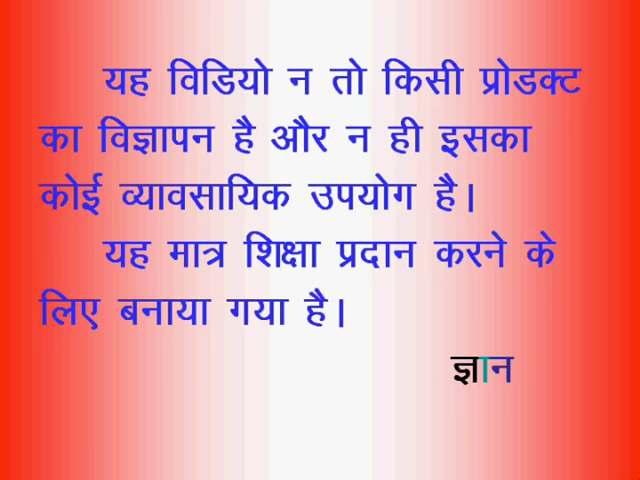 यह विडियो न तो किसी प्रोडक्ट
का विज्ञापन है और न ही इसका
कोई व्यावसायिक उपयोग है।
यह मात्र शिक्षा प्रदान करने के
लिए बनाया गया है।
ज्ञान